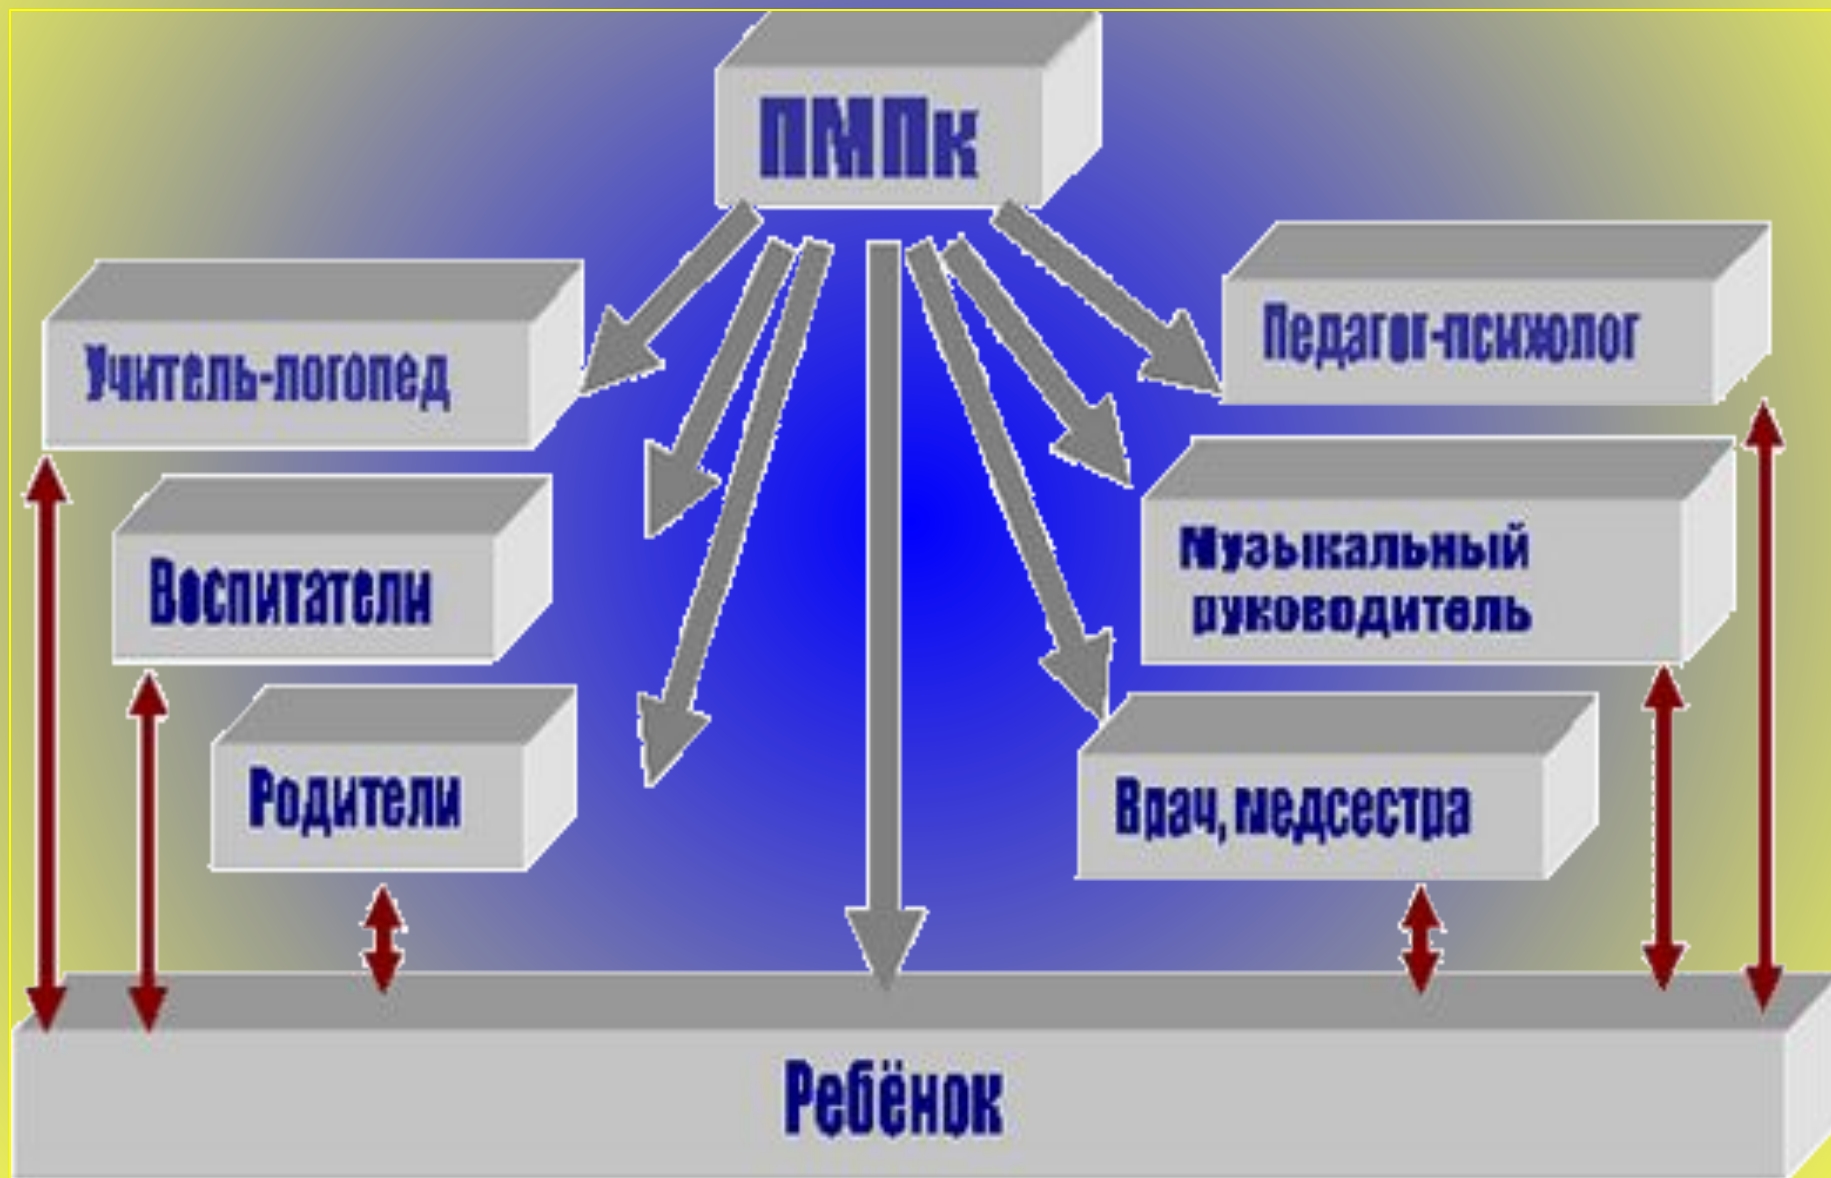 ПМПк
Учитель-логопед
Педагог-психолог
Воспитатели
Музыкальный
руководитель
Родители
Врач, медсестра
Ребёнок